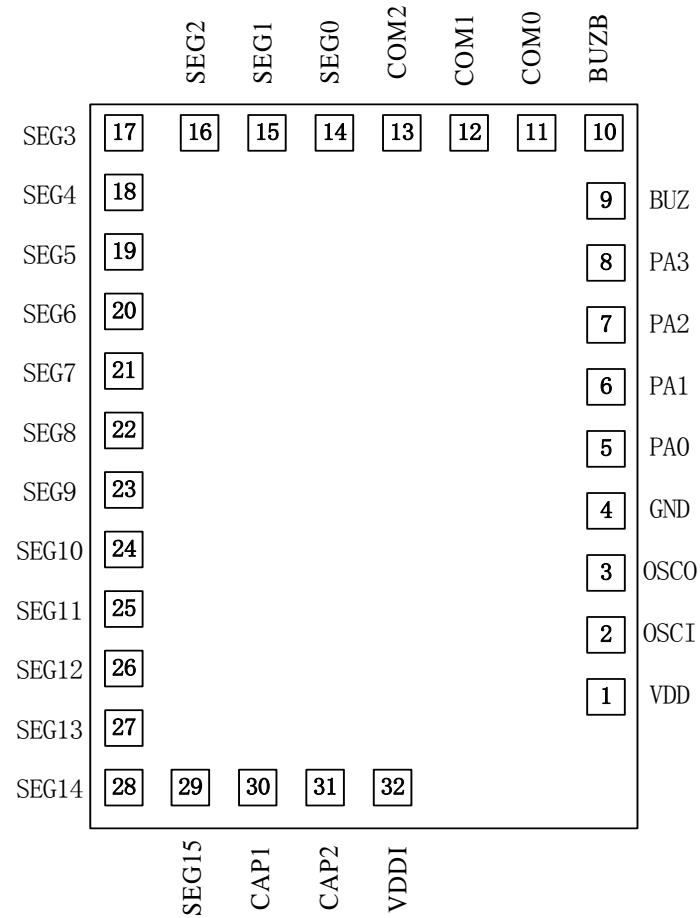 SEG2 SEG1 SEG0 COM2 COM1 COM0 BUZB
SEG3 17 16 15 14 13 12 11 10
SEG4 18
9 BUZ
SEG5 19
8 PA3
SEG6 20
7 PA2
SEG7 21
6 PA1
SEG8 22
5 PA0
SEG9 23
4 GND
SEG10 24
3 OSCO
SEG11 25
2 OSCI
SEG12 26
1 VDD
SEG13 27
SEG14 28 29 30 31 32
SEG15 CAP1 CAP2 VDDI